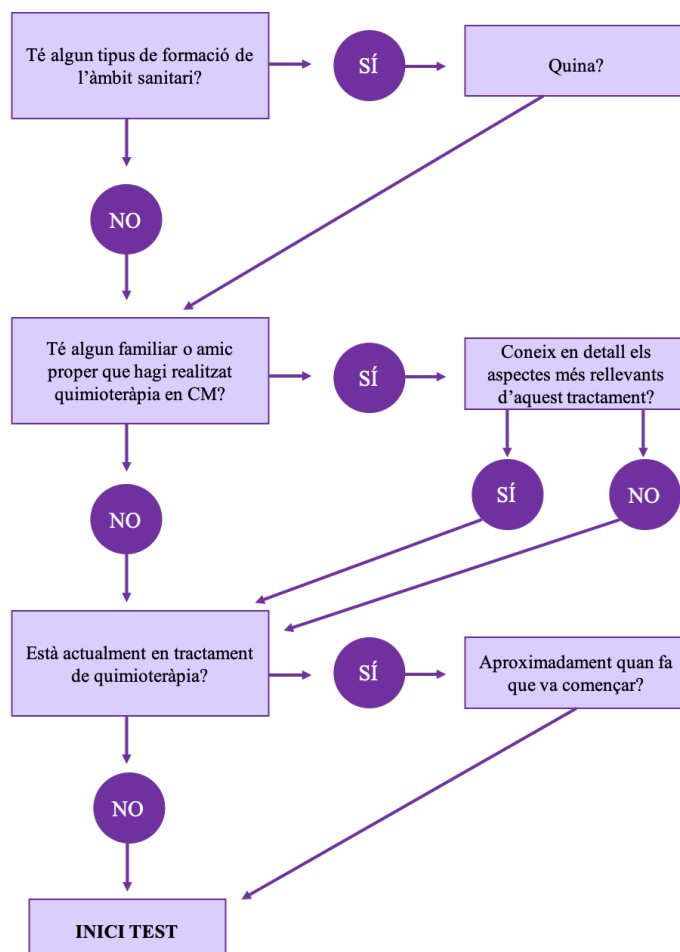 Té algun tipus de formació de
l'àmbit sanitari?
SÍ
Quina?
NO
Té algun familiar o amic
proper que hagi realitzat
quimioteràpia en CM?
SÍ
Coneix en detall els
aspectes més rellevants
d'aquest tractament?
NO
SÍ
NO
Està actualment en tractament
de quimioteràpia?
SÍ
Aproximadament quan fa
que va començar?
NO
INICI TEST